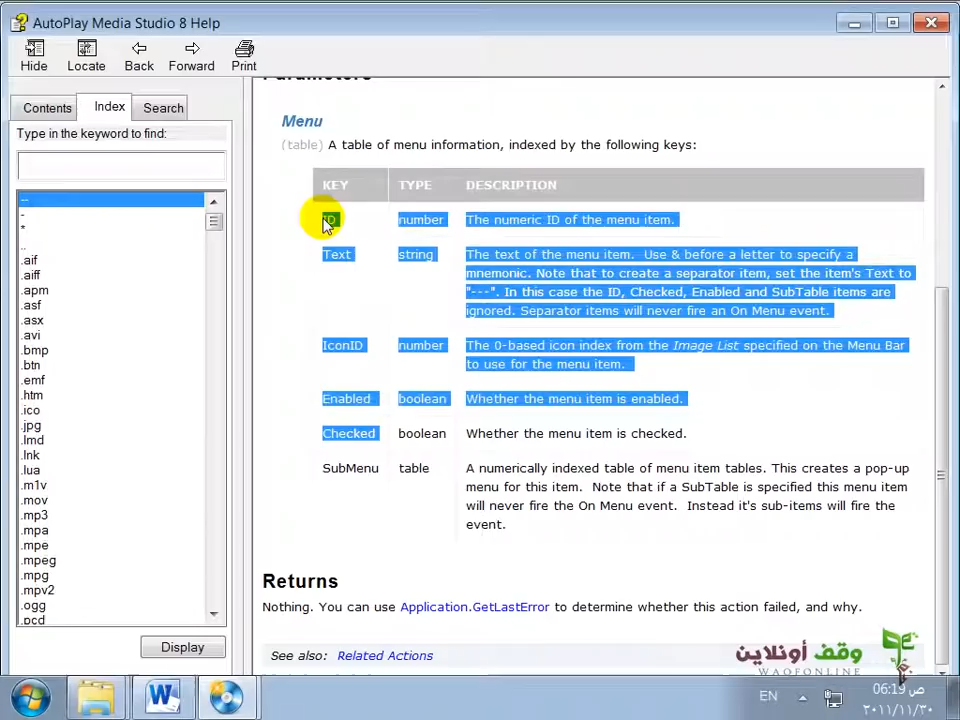 AutoPlay Media Studio 8 Help
Hide Locate Back Forward Print
Contents Index Search
Type in the keyword to find:
--
-
*
..
.aif
.aiff
.apm
.asf
.asx
.avi
.bmp
.btn
.emf
.htm
.ico
.jpg
.lmd
.lnk
.lua
.m1v
.mov
.mp3
.mpa
.mpe
.mpeg
.mpg
.mpv2
.ogg
.pcd
Display
Parameters
Menu
(table) A table of menu information, indexed by the following keys:
KEY TYPE DESCRIPTION
ID number The numeric ID of the menu item.
Text string The text of the menu item. Use & before a letter to specify a
mnemonic. Note that to create a separator item, set the item's Text to
"---". In this case the ID, Checked, Enabled and SubTable items are
ignored. Separator items will never fire an On Menu event.
IconID number The 0-based icon index from the Image List specified on the Menu Bar
to use for the menu item.
Enabled boolean Whether the menu item is enabled.
Checked boolean Whether the menu item is checked.
SubMenu table A numerically indexed table of menu item tables. This creates a pop-up
menu for this item. Note that if a SubTable is specified this menu item
will never fire the On Menu event. Instead it's sub-items will fire the
event.
Returns
Nothing. You can use Application.GetLastError to determine whether this action failed, and why.
See also: Related Actions
وقف أونلاين
WAOFONLINE
EN
06:19 ص
٢٠١١/١١/٣٠